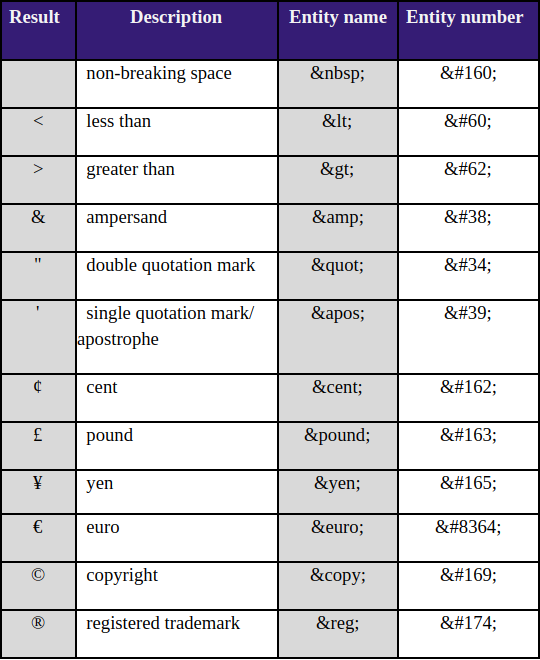 Result Description Entity name Entity number
non-breaking space &nbsp; &#160;
< less than &lt; &#60;
> greater than &gt; &#62;
& ampersand &amp; &#38;
" double quotation mark &quot; &#34;
' single quotation mark/ &apos; &#39;
apostrophe
¢ cent &cent; &#162;
£ pound &pound; &#163;
¥ yen &yen; &#165;
€ euro &euro; &#8364;
© copyright &copy; &#169;
® registered trademark &reg; &#174;